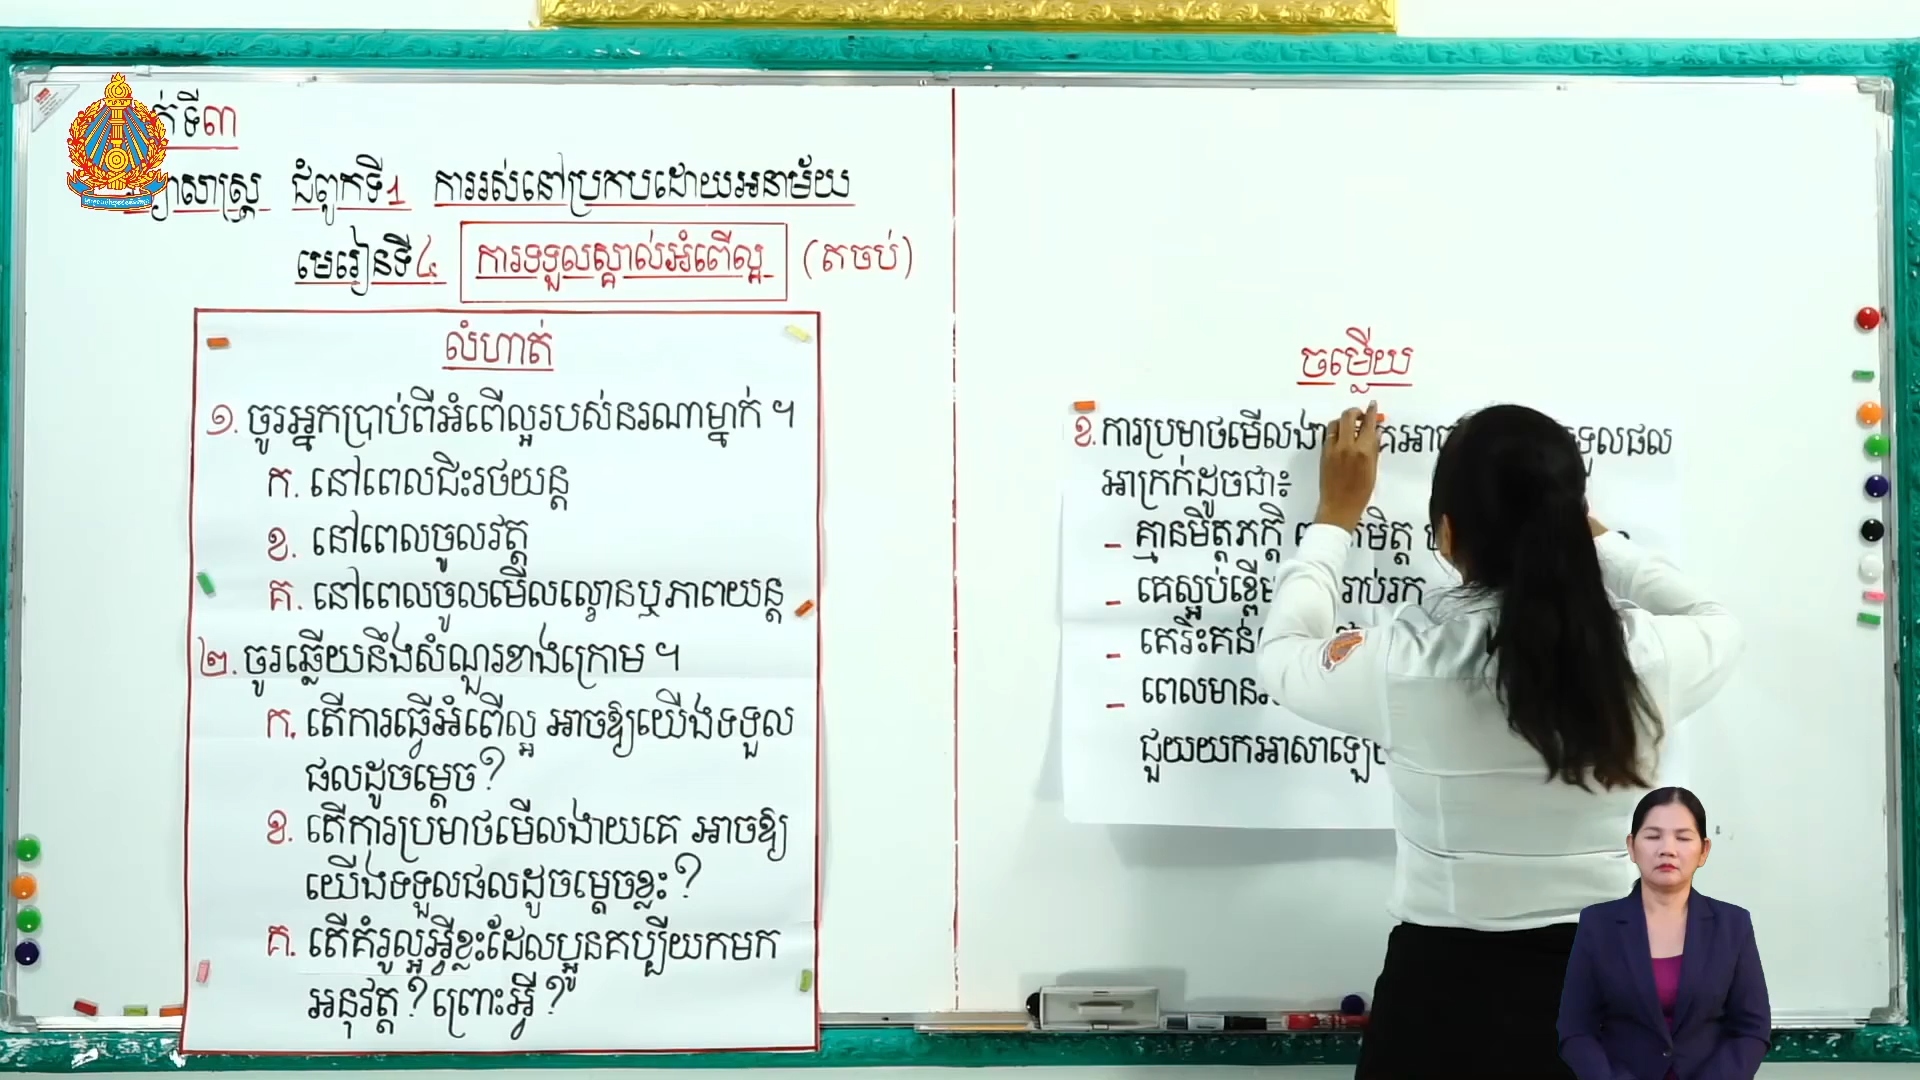 ទី៣
ជំពូកទី1 ការរស់នៅប្រកបដោយអនាម័យ
មេរៀនទី៤ ការទទួលស្គាល់អំពើល្អ (តចប់)
លំហាត់
១. ចូរអ្នកប្រាប់ពីអំពើល្អរបស់នរណាម្នាក់ ។
ក. នៅពេលជិះរថយន្ត
ខ. នៅពេលចូលវត្ត
គ. នៅពេលចូលមើលល្ខោនឬភាពយន្ត
២. ចូរឆ្លើយនឹងសំណួរខាងក្រោម ។
ក. តើការធ្វើអំពើល្អ អាចឱ្យយើងទទួល
ផលដូចម្តេច?
ខ. តើការប្រមាថមើលងាយគេ អាចឱ្យ
យើងទទួលផលដូចម្តេចខ្លះ?
គ. តើគំរូល្អអ្វីខ្លះដែលប្អូនគប្បីយកមក
អនុវត្ត? ព្រោះអ្វី?
ចម្លើយ
ខ. ការប្រមាថមើលងាយ ទទួលផល
អាក្រក់ដូចជា៖
- គ្មានមិត្តភក្តិ
- គេស្អប់ខ្ពើម រាប់រក
- គេរិះគន់
- ពេលមាន
ជួយយកអាសា